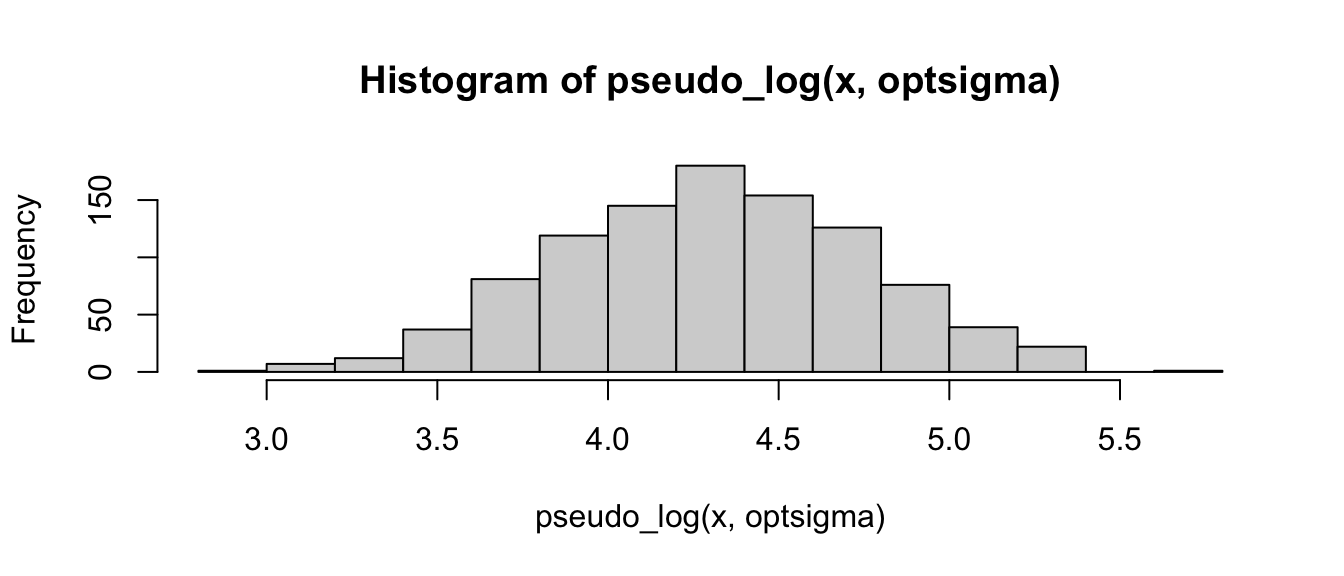 Histogram of pseudo_log(x, optsigma)
Frequency
150
50
0
3.0 3.5 4.0 4.5 5.0 5.5
pseudo_log(x, optsigma)